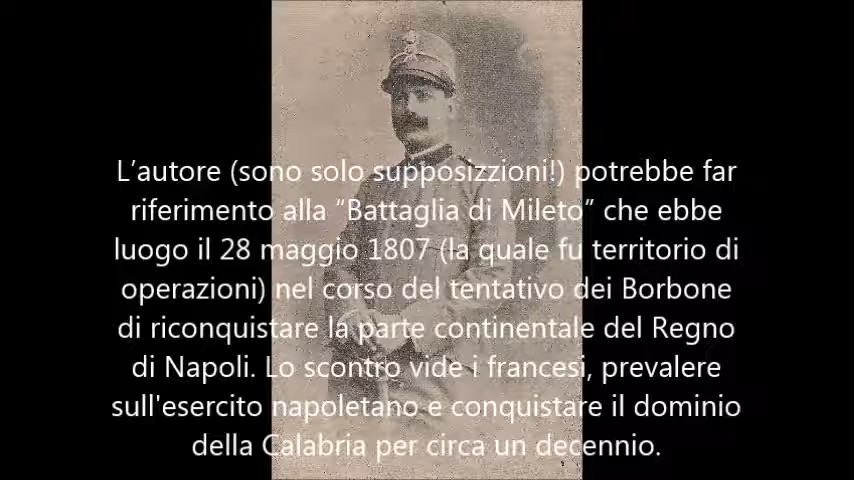 L’autore (sono solo supposizzioni!) potrebbe far
riferimento alla “Battaglia di Mileto” che ebbe
luogo il 28 maggio 1807 (la quale fu territorio di
operazioni) nel corso del tentativo dei Borbone
di riconquistare la parte continentale del Regno
di Napoli. Lo scontro vide i francesi, prevalere
sull'esercito napoletano e conquistare il dominio
della Calabria per circa un decennio.